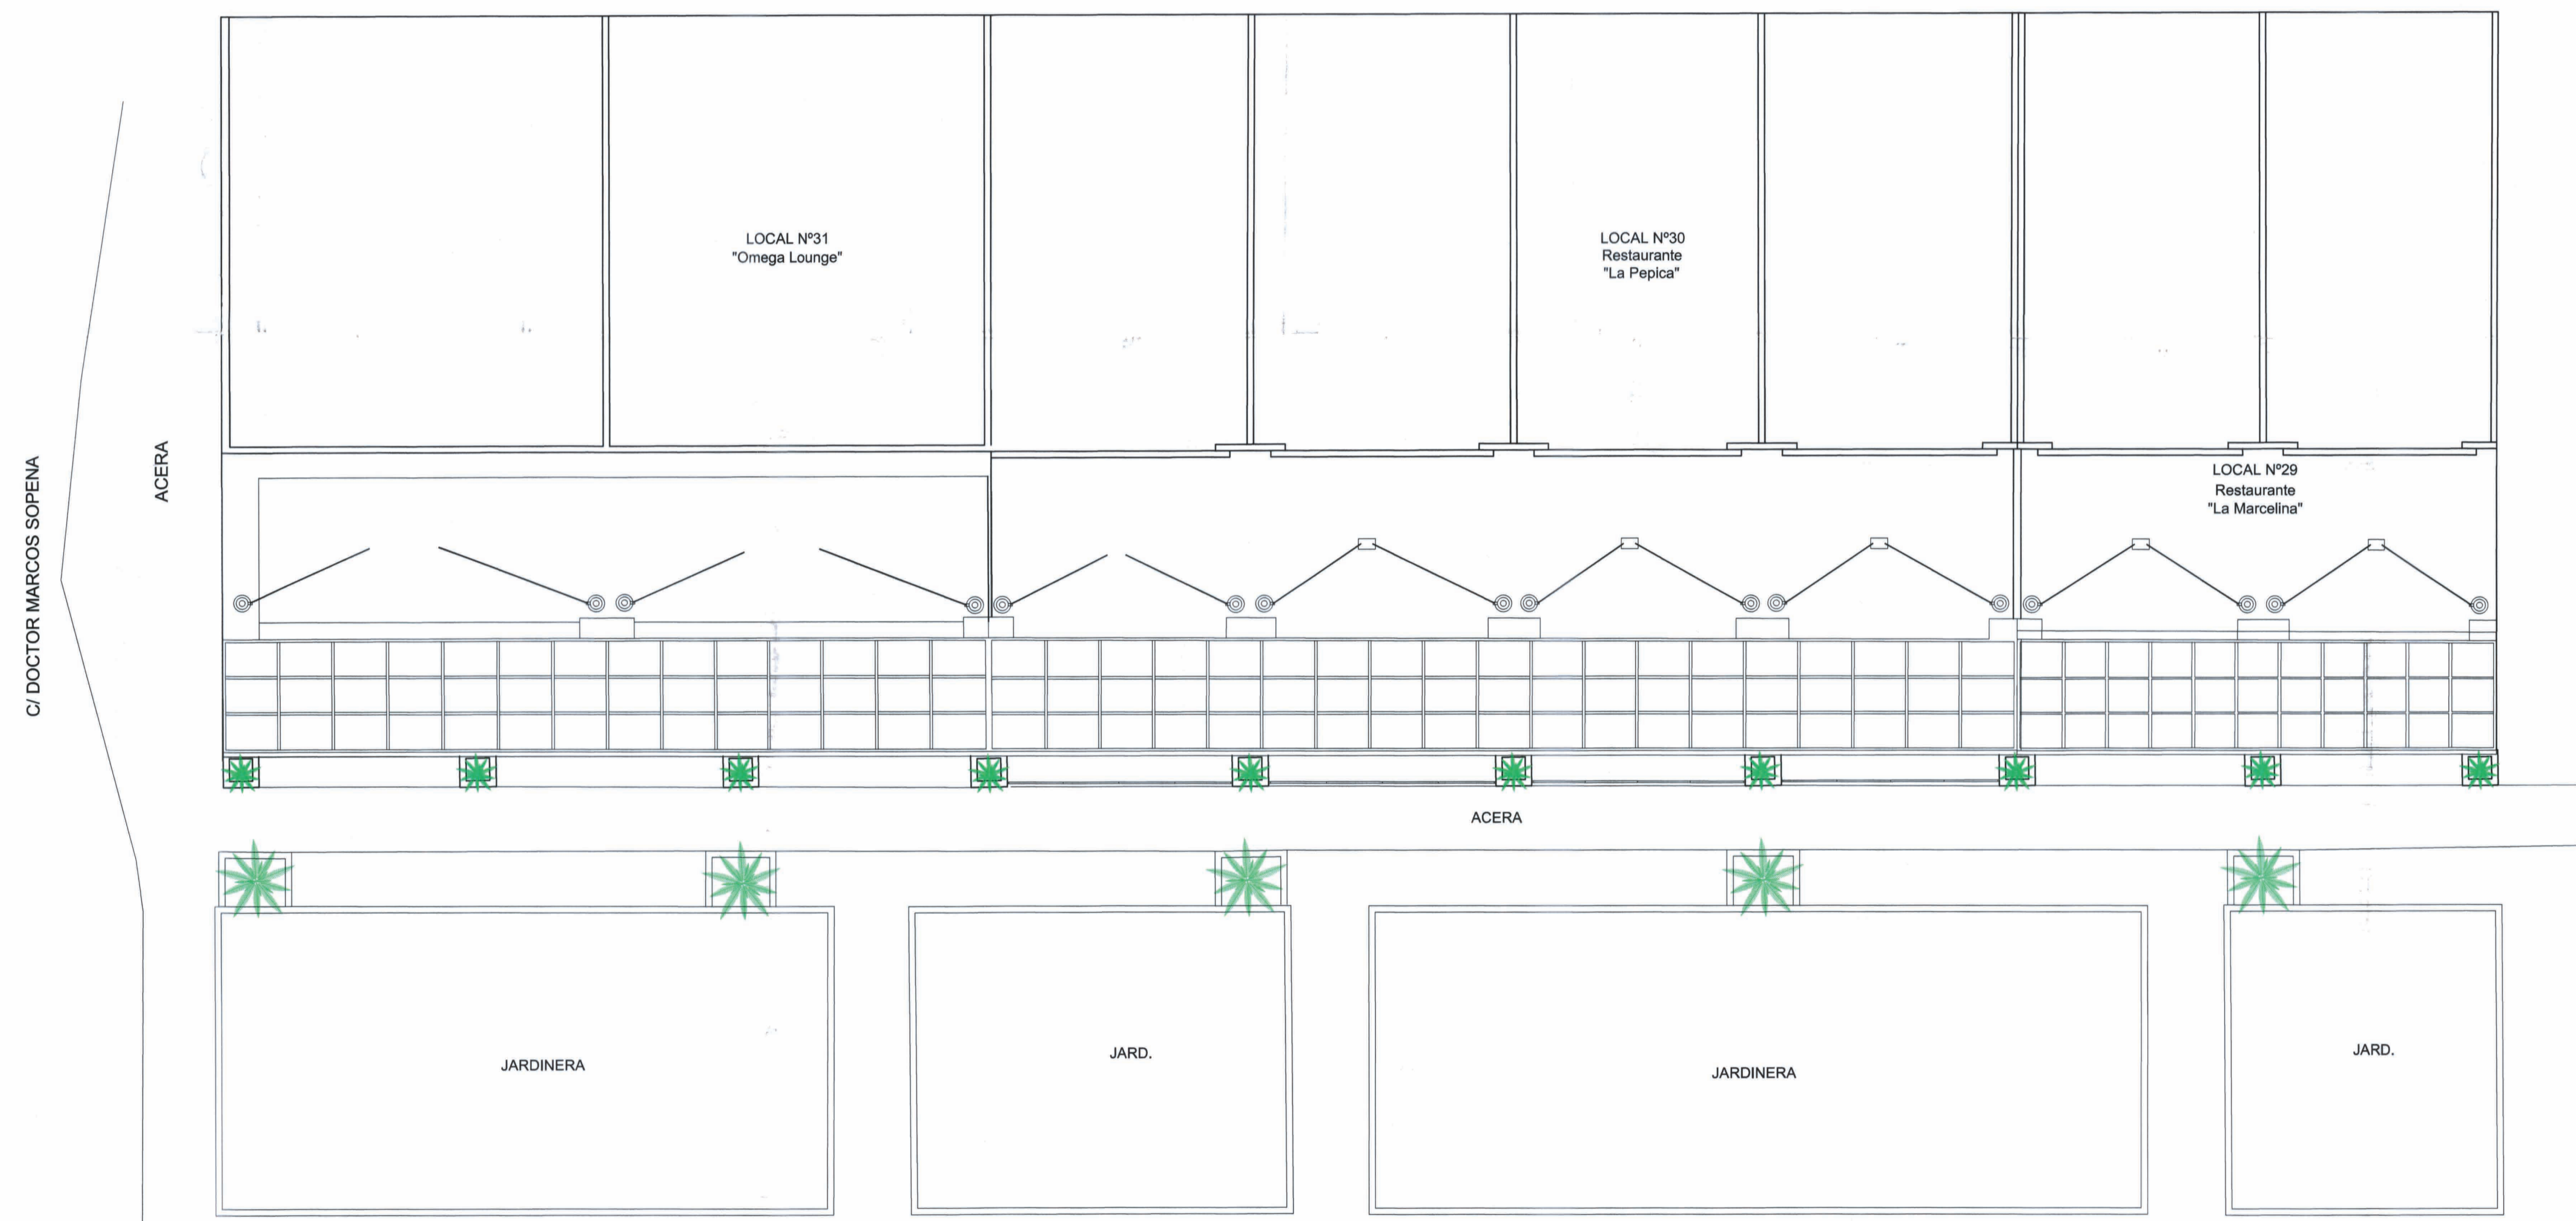 C/ DOCTOR MARCOS SOPENA
ACERA
LOCAL Nº31
"Omega Lounge"
LOCAL Nº30
Restaurante
"La Pepica"
LOCAL Nº29
Restaurante
"La Marcelina"
ACERA
JARDINERA
JARD.
JARDINERA
JARD.